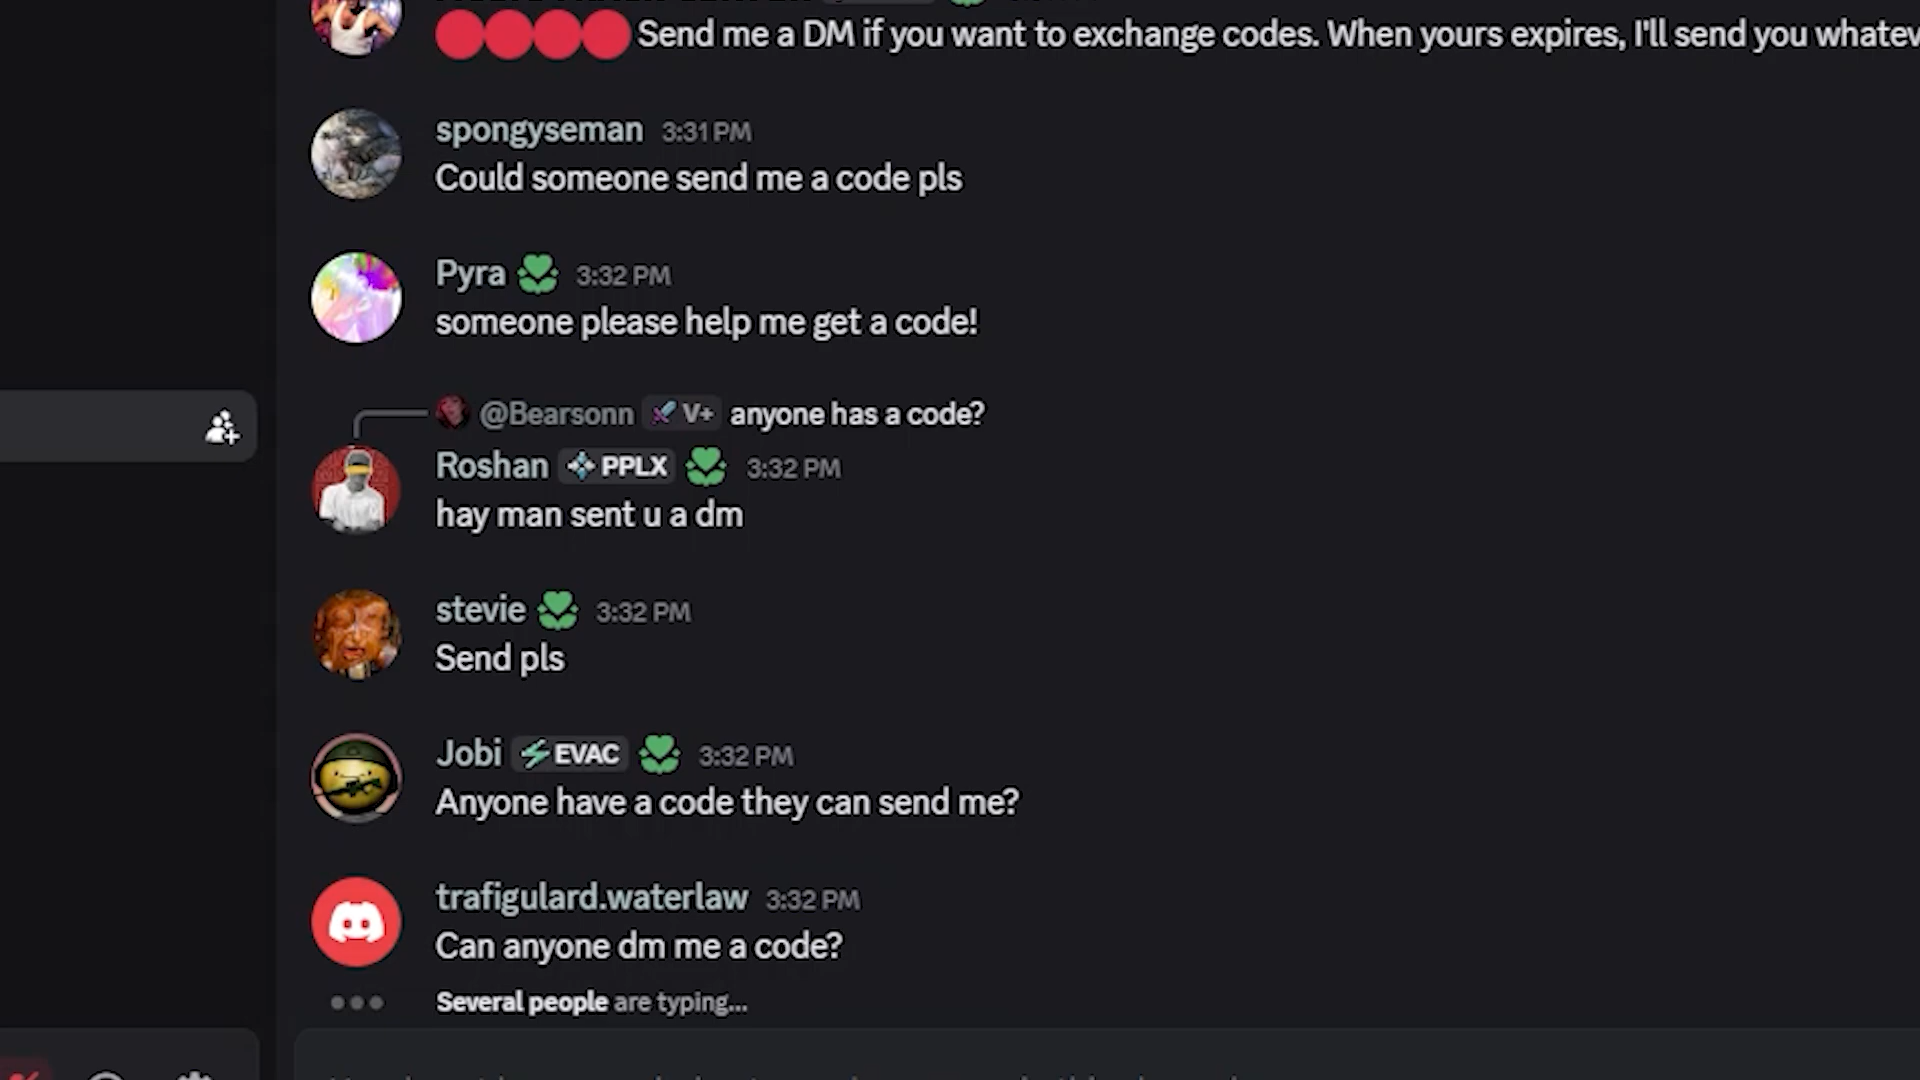 Send me a DM if you want to exchange codes. When yours expires, I'll send you
spongyseman 3:31 PM
Could someone send me a code pls
Pyra 3:32 PM
someone please help me get a code!
@Bearsonn V+ anyone has a code?
Roshan PPLX 3:32 PM
hay man sent u a dm
stevie 3:32 PM
Send pls
Jobi EVAC 3:32 PM
Anyone have a code they can send me?
trafigulard.waterlaw 3:32 PM
Can anyone dm me a code?
Several people are typing...